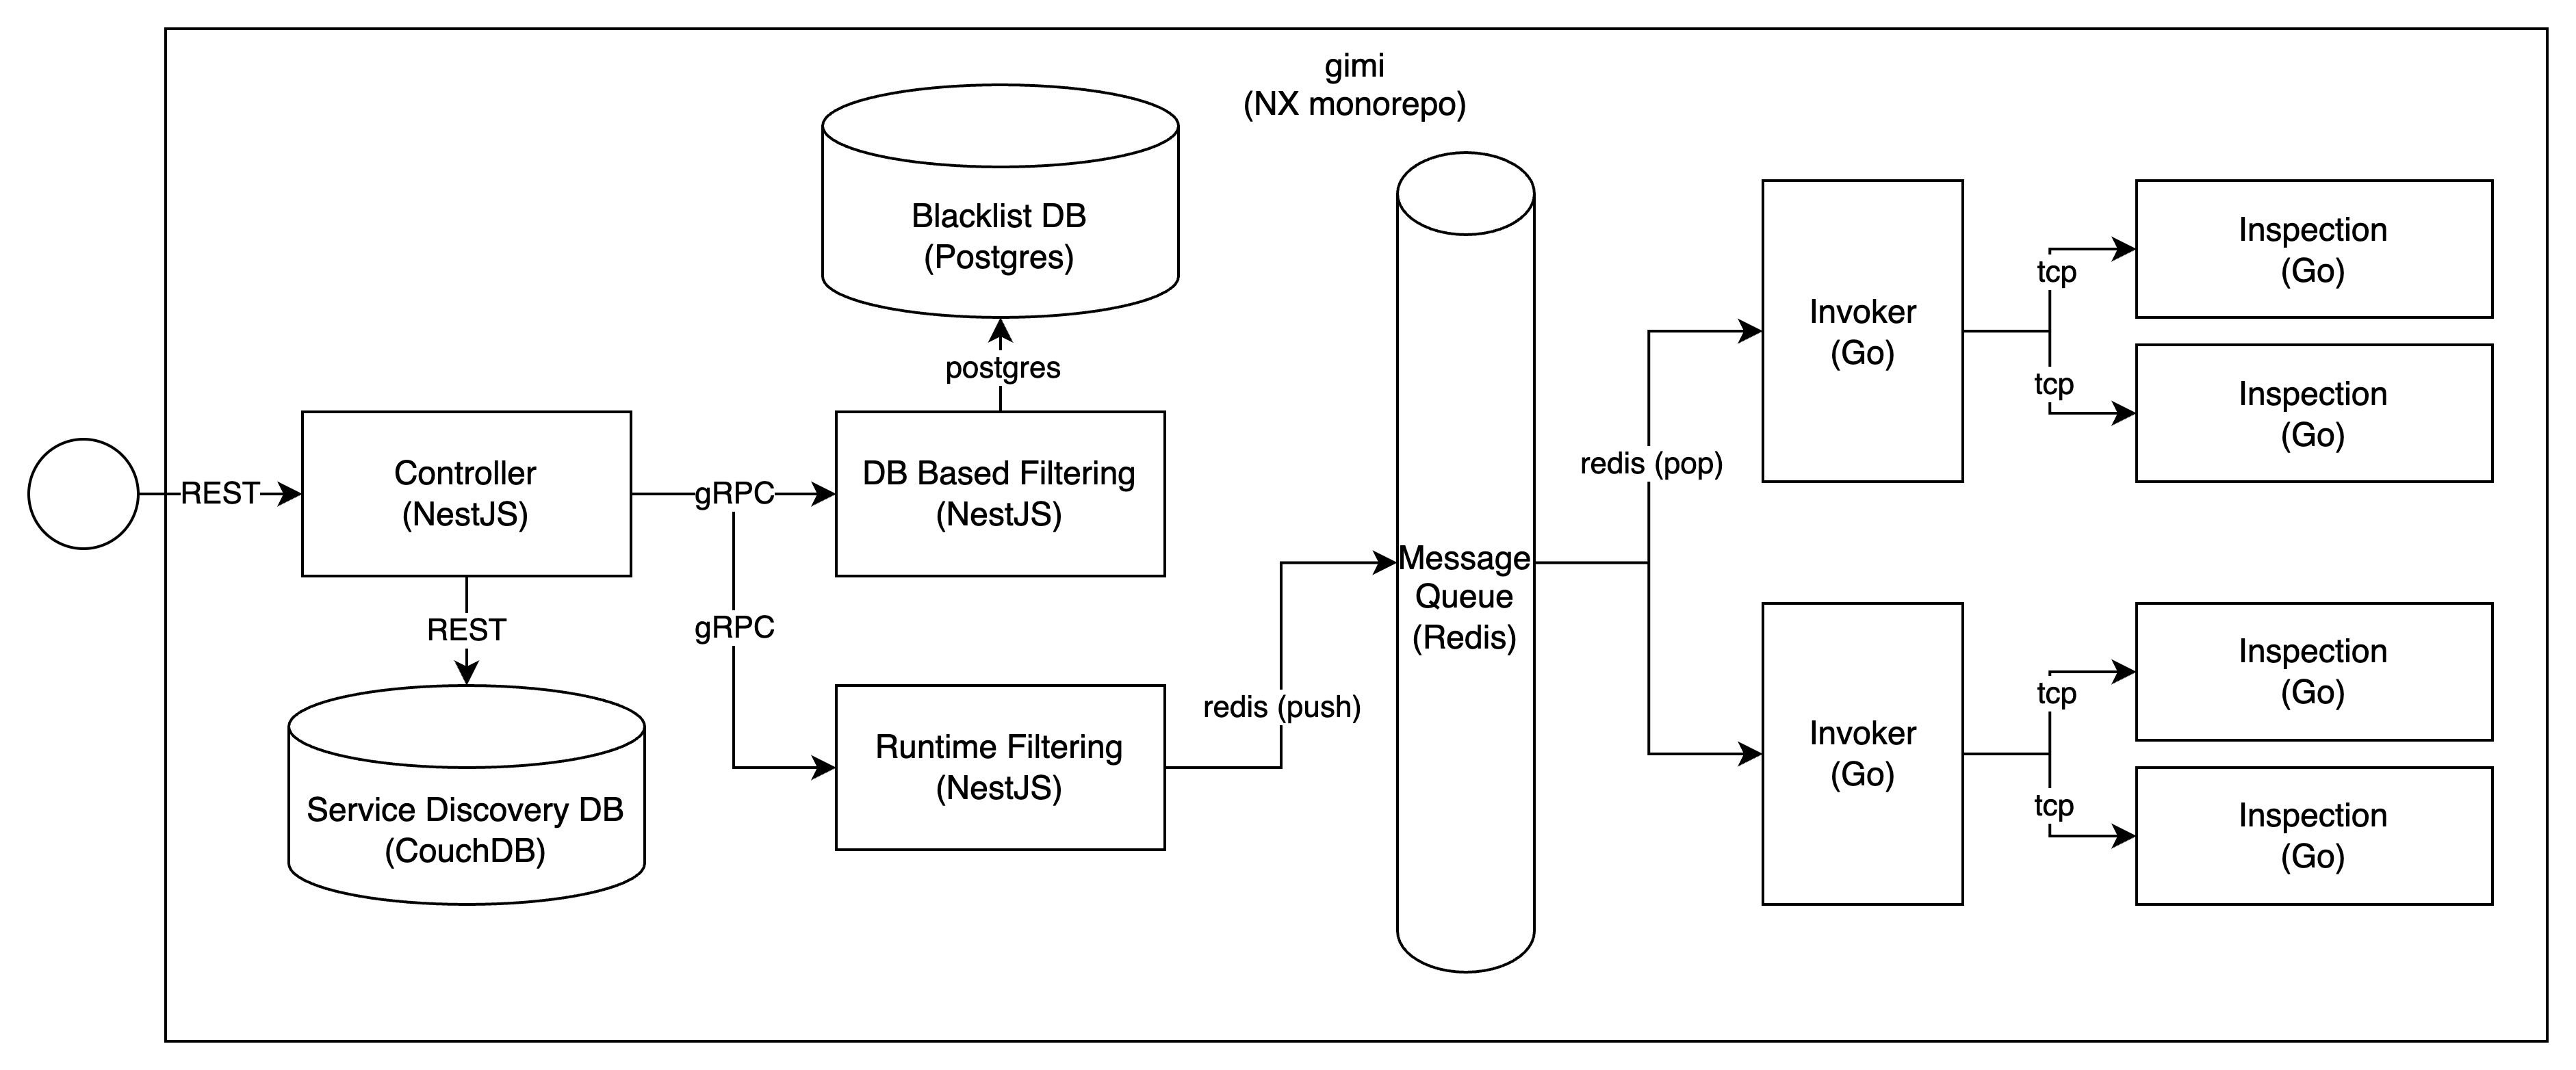 gimi
(NX monorepo)
Blacklist DB
(Postgres)
postgres
REST
Controller
(NestJS)
gRPC
DB Based Filtering
(NestJS)
REST
gRPC
Service Discovery DB
(CouchDB)
Runtime Filtering
(NestJS)
redis (push)
Message
Queue
(Redis)
redis (pop)
Invoker
(Go)
tcp
tcp
Inspection
(Go)
Inspection
(Go)
Invoker
(Go)
tcp
tcp
Inspection
(Go)
Inspection
(Go)